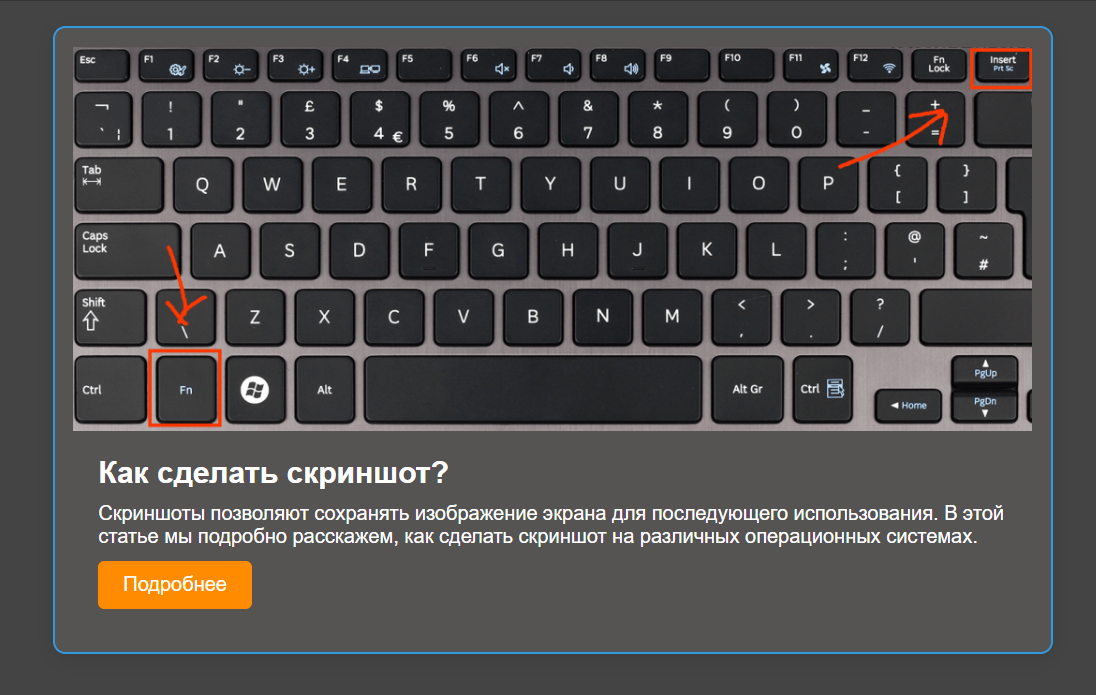 Esc F1 F2 F3 F4 F5 F6 F7 F8 F9 F10 F11 F12 Fn Lock Insert Prt Sc
¬ ! " £ $ % ^ & * ( ) _ +
` ¦ 1 2 3 4 € 5 6 7 8 9 0 - =
Tab Q W E R T Y U I O P { [ } ]
Caps Lock A S D F G H J K L : ; @ ' ~ #
Shift \ Z X C V B N M < , > . ? /
Ctrl Fn Alt Alt Gr Ctrl Home PgUp PgDn
Как сделать скриншот?
Скриншоты позволяют сохранять изображение экрана для последующего использования. В этой
статье мы подробно расскажем, как сделать скриншот на различных операционных системах.
Подробнее